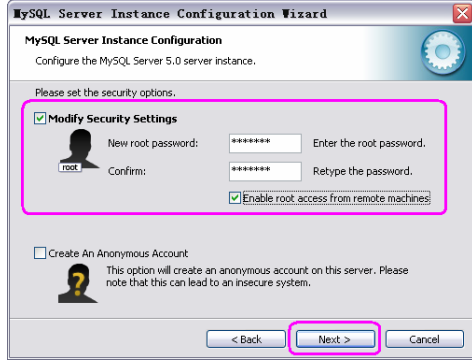 MySQL Server Instance Configuration Wizard
MySQL Server Instance Configuration
Configure the MySQL Server 5.0 server instance.
Please set the security options.
Modify Security Settings
New root password: ******* Enter the root password.
root
Confirm: ******* Retype the password.
Enable root access from remote machines
Create An Anonymous Account
This option will create an anonymous account on this server. Please
note that this can lead to an insecure system.
< Back Next > Cancel